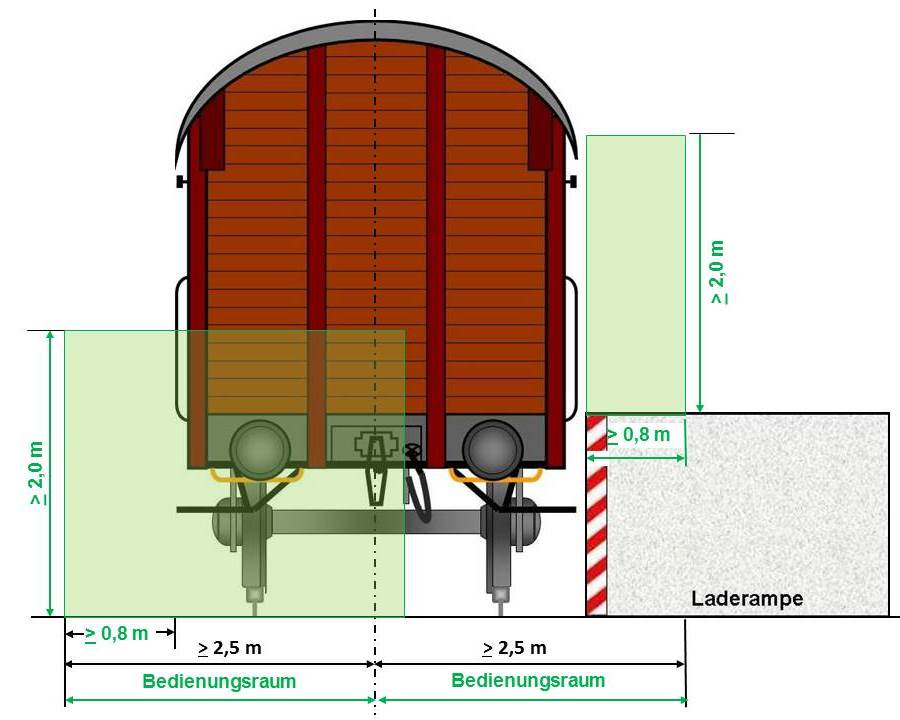 ≥ 2,0 m
≥ 2,0 m
≥ 0,8 m
Laderampe
≥ 0,8 m
≥ 2,5 m
≥ 2,5 m
Bedienungsraum
Bedienungsraum